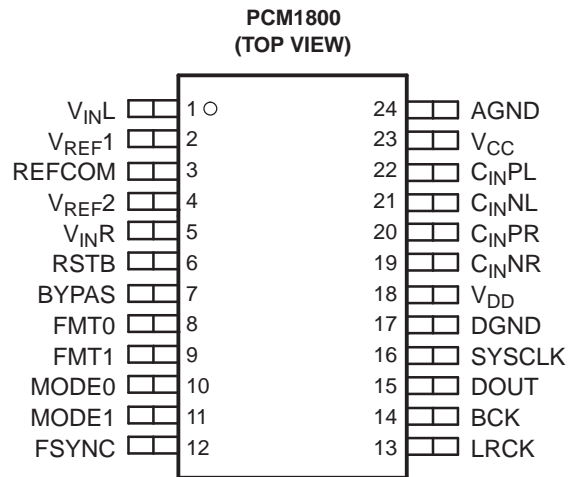 PCM1800
(TOP VIEW)
VINL 1 24 AGND
VREF1 2 23 VCC
REFCOM 3 22 CINPL
VREF2 4 21 CINNL
VINR 5 20 CINPR
RSTB 6 19 CINNR
BYPAS 7 18 VDD
FMT0 8 17 DGND
FMT1 9 16 SYSCLK
MODE0 10 15 DOUT
MODE1 11 14 BCK
FSYNC 12 13 LRCK